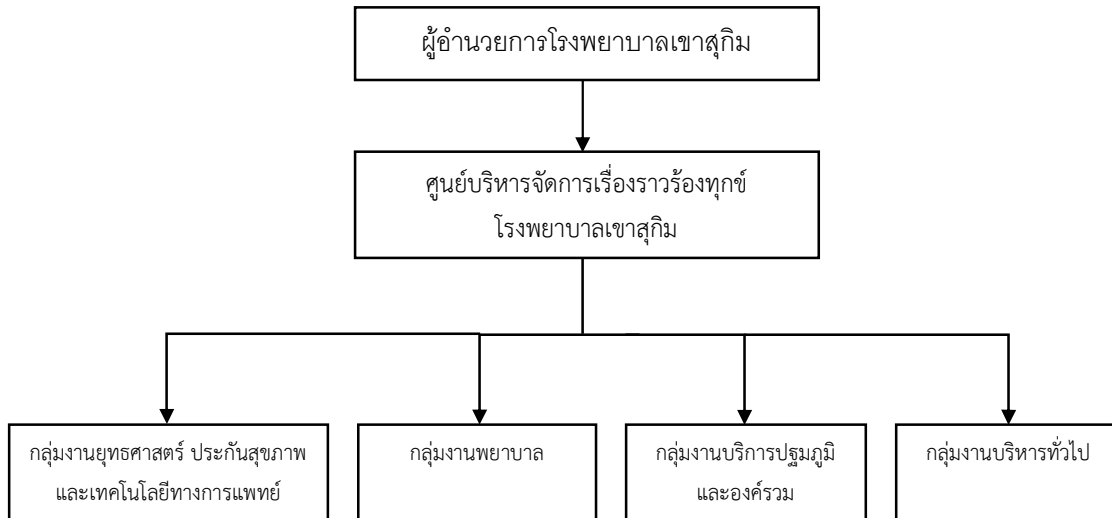 ผู้อำนวยการโรงพยาบาลเขาสุกิม
ศูนย์บริหารจัดการเรื่องราวร้องทุกข์
โรงพยาบาลเขาสุกิม
กลุ่มงานยุทธศาสตร์ ประกันสุขภาพ
และเทคโนโลยีทางการแพทย์
กลุ่มงานพยาบาล
กลุ่มงานบริการปฐมภูมิ
และองค์รวม
กลุ่มงานบริหารทั่วไป